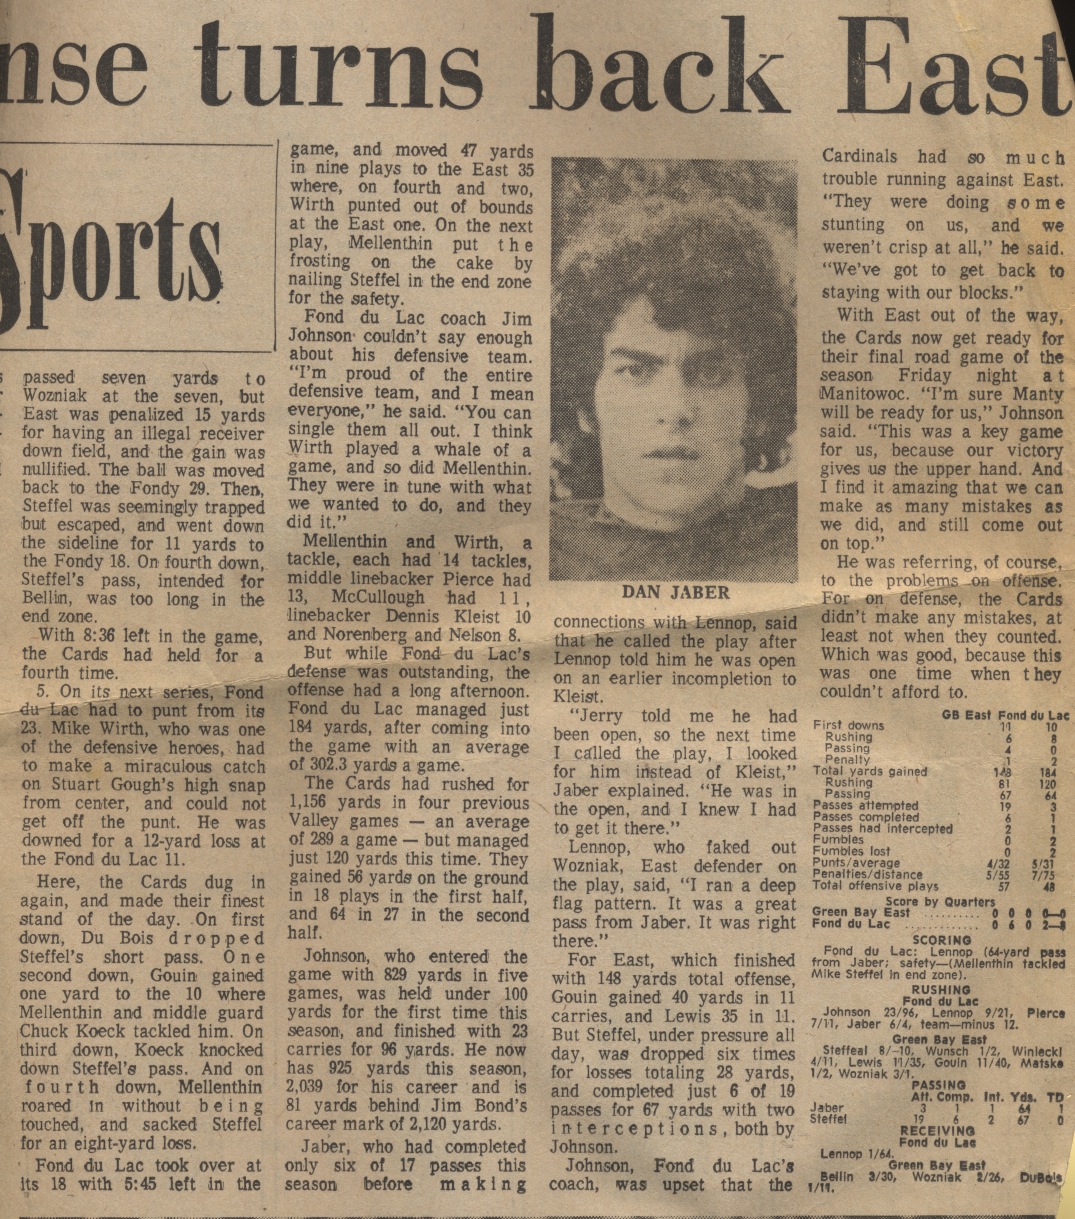 nse turns back East
Sports
passed seven yards to
Wozniak at the seven, but
East was penalized 15 yards
for having an illegal receiver
down field, and the gain was
nullified. The ball was moved
back to the Fondy 29. Then,
Steffel was seemingly trapped
but escaped, and went down
the sideline for 11 yards to
the Fondy 18. On fourth down,
Steffel's pass, intended for
Bellin, was too long in the
end zone.
With 8:36 left in the game,
the Cards had held for a
fourth time.
5. On its next series, Fond
du Lac had to punt from its
23. Mike Wirth, who was one
of the defensive heroes, had
to make a miraculous catch
on Stuart Gough's high snap
from center, and could not
get off the punt. He was
downed for a 12-yard loss at
the Fond du Lac 11.
Here, the Cards dug in
again, and made their finest
stand of the day. On first
down, Du Bois dropped
Steffel's short pass. One
second down, Gouin gained
one yard to the 10 where
Mellenthin and middle guard
Chuck Koeck tackled him. On
third down, Koeck knocked
down Steffel's pass. And on
fourth down, Mellenthin
roared in without being
touched, and sacked Steffel
for an eight-yard loss.
Fond du Lac took over at
its 18 with 5:45 left in the
game, and moved 47 yards
in nine plays to the East 35
where, on fourth and two,
Wirth punted out of bounds
at the East one. On the next
play, Mellenthin put the
frosting on the cake by
nailing Steffel in the end zone
for the safety.
Fond du Lac coach Jim
Johnson couldn't say enough
about his defensive team.
"I'm proud of the entire
defensive team, and I mean
everyone," he said. "You can
single them all out. I think
Wirth played a whale of a
game, and so did Mellenthin.
They were in tune with what
we wanted to do, and they
did it."
Mellenthin and Wirth, a
tackle, each had 14 tackles,
middle linebacker Pierce had
13, McCullough had 11,
linebacker Dennis Kleist 10
and Norenberg and Nelson 8.
But while Fond du Lac's
defense was outstanding, the
offense had a long afternoon.
Fond du Lac managed just
184 yards, after coming into
the game with an average
of 302.3 yards a game.
The Cards had rushed for
1,156 yards in four previous
Valley games — an average
of 289 a game — but managed
just 120 yards this time. They
gained 56 yards on the ground
in 18 plays in the first half,
and 64 in 27 in the second
half.
Johnson, who entered the
game with 829 yards in five
games, was held under 100
yards for the first time this
season, and finished with 23
carries for 96 yards. He now
has 925 yards this season,
2,039 for his career and is
81 yards behind Jim Bond's
career mark of 2,120 yards.
Jaber, who had completed
only six of 17 passes this
season before making
DAN JABER
connections with Lennop, said
that he called the play after
Lennop told him he was open
on an earlier incompletion to
Kleist.
"Jerry told me he had
been open, so the next time
I called the play, I looked
for him instead of Kleist,"
Jaber explained. "He was in
the open, and I knew I had
to get it there."
Lennop, who faked out
Wozniak, East defender on
the play, said, "I ran a deep
flag pattern. It was a great
pass from Jaber. It was right
there."
For East, which finished
with 148 yards total offense,
Gouin gained 40 yards in 11
carries, and Lewis 35 in 11.
But Steffel, under pressure all
day, was dropped six times
for losses totaling 28 yards,
and completed just 6 of 19
passes for 67 yards with two
interceptions, both by
Johnson.
Johnson, Fond du Lac's
coach, was upset that the
Cardinals had so much
trouble running against East.
"They were doing some
stunting on us, and we
weren't crisp at all," he said.
"We've got to get back to
staying with our blocks."
With East out of the way,
the Cards now get ready for
their final road game of the
season Friday night at
Manitowoc. "I'm sure Manty
will be ready for us," Johnson
said. "This was a key game
for us, because our victory
gives us the upper hand. And
I find it amazing that we can
make as many mistakes as
we did, and still come out
on top."
He was referring, of course,
to the problems on offense.
For on defense, the Cards
didn't make any mistakes, at
least not when they counted.
Which was good, because this
was one time when they
couldn't afford to.
GB East Fond du Lac
First downs 11 10
Rushing 6 8
Passing 4 0
Penalty 1 2
Total yards gained 148 184
Rushing 81 120
Passing 67 64
Passes attempted 19 3
Passes completed 6 1
Passes had intercepted 2 1
Fumbles 0 2
Fumbles lost 0 2
Punts/average 4/32 5/31
Penalties/distance 5/55 7/75
Total offensive plays 57 48
Score by Quarters
Green Bay East .......... 0 0 0 0—0
Fond du Lac ............ 0 6 0 2—8
SCORING
Fond du Lac: Lennop (64-yard pass
from Jaber; safety—(Mellenthin tackled
Mike Steffel in end zone).
RUSHING
Fond du Lac
Johnson 23/96, Lennop 9/21, Pierce
7/11, Jaber 6/4, team—minus 12.
Green Bay East
Steffeal 8/-10, Wunsch 1/2, Winiecki
4/11, Lewis 11/35, Gouin 11/40, Matske
1/2, Wozniak 3/1.
PASSING
Att. Comp. Int. Yds. TD
Jaber 3 1 1 64 1
Steffel 19 6 2 67 0
RECEIVING
Fond du Lac
Lennop 1/64.
Green Bay East
Bellin 3/30, Wozniak 2/26, DuBois
1/11.